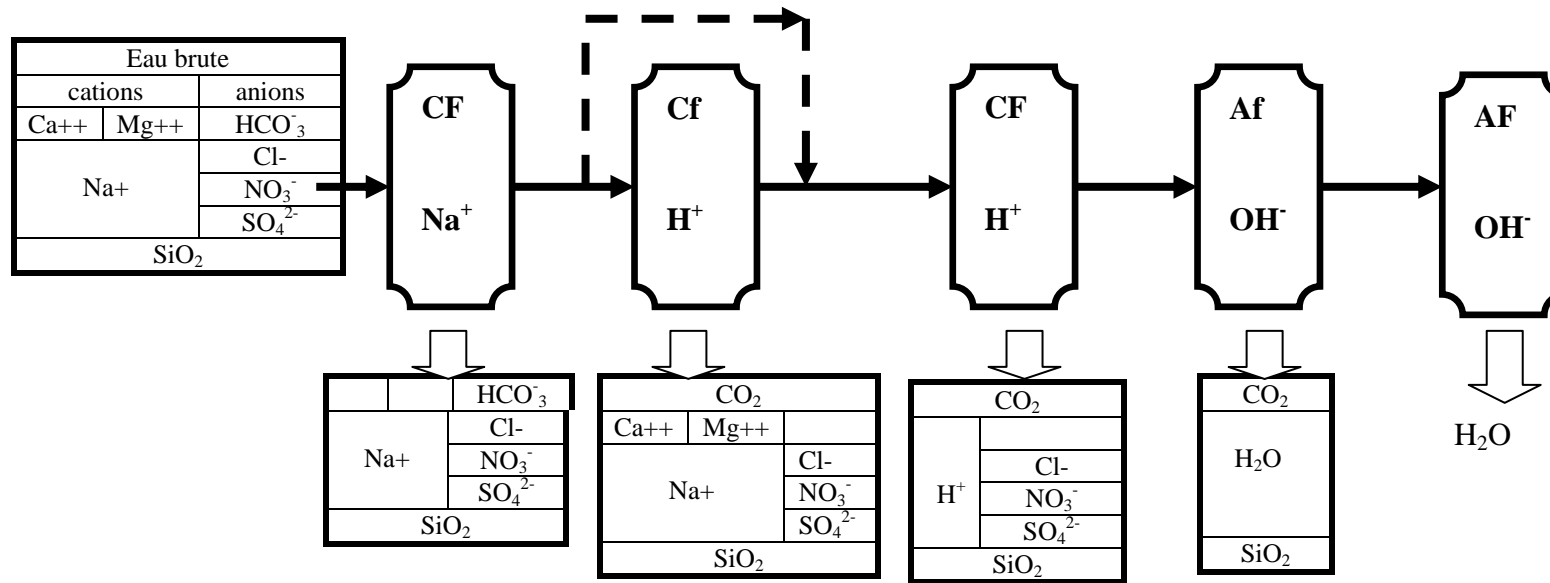 Eau brute
cations anions
Ca++ Mg++ HCO⁻₃
Cl-
Na+ NO₃⁻
SO₄²⁻
SiO₂
CF
Na⁺
Cf
H⁺
CF
H⁺
Af
OH⁻
AF
OH⁻
HCO⁻₃
Cl-
Na+ NO₃⁻
SO₄²⁻
SiO₂
CO₂
Ca++ Mg++
Cl-
Na+ NO₃⁻
SO₄²⁻
SiO₂
CO₂
Cl-
H⁺ NO₃⁻
SO₄²⁻
SiO₂
CO₂
H₂O
SiO₂
H₂O